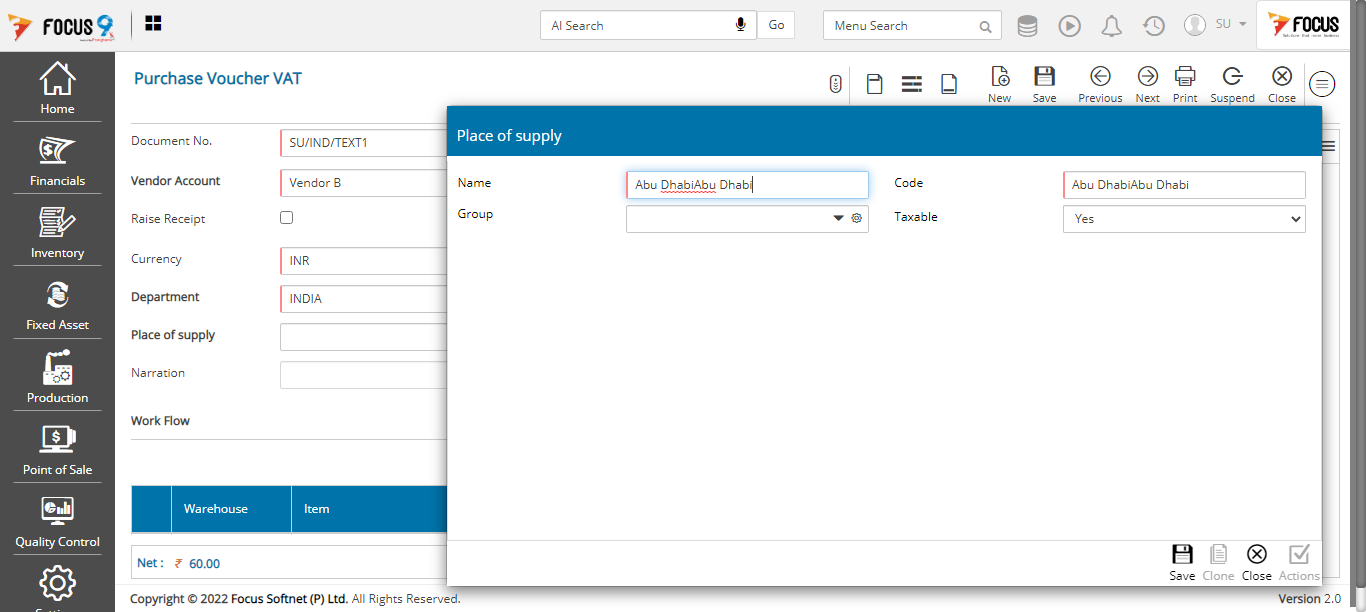 FOCUS 9
AI Search
Go
Menu Search
SU
FOCUS
Home
Financials
Inventory
Fixed Asset
Production
Point of Sale
Quality Control
Purchase Voucher VAT
New
Save
Previous
Next
Print
Suspend
Close
Document No.
SU/IND/TEXT1
Vendor Account
Vendor B
Raise Receipt
Currency
INR
Department
INDIA
Place of supply
Narration
Work Flow
Warehouse
Item
Net : ₹ 60.00
Place of supply
Name
Abu DhabiAbu Dhabi
Code
Abu DhabiAbu Dhabi
Group
Taxable
Yes
Save
Clone
Close
Actions
Copyright © 2022 Focus Softnet (P) Ltd. All Rights Reserved.
Version 2.0